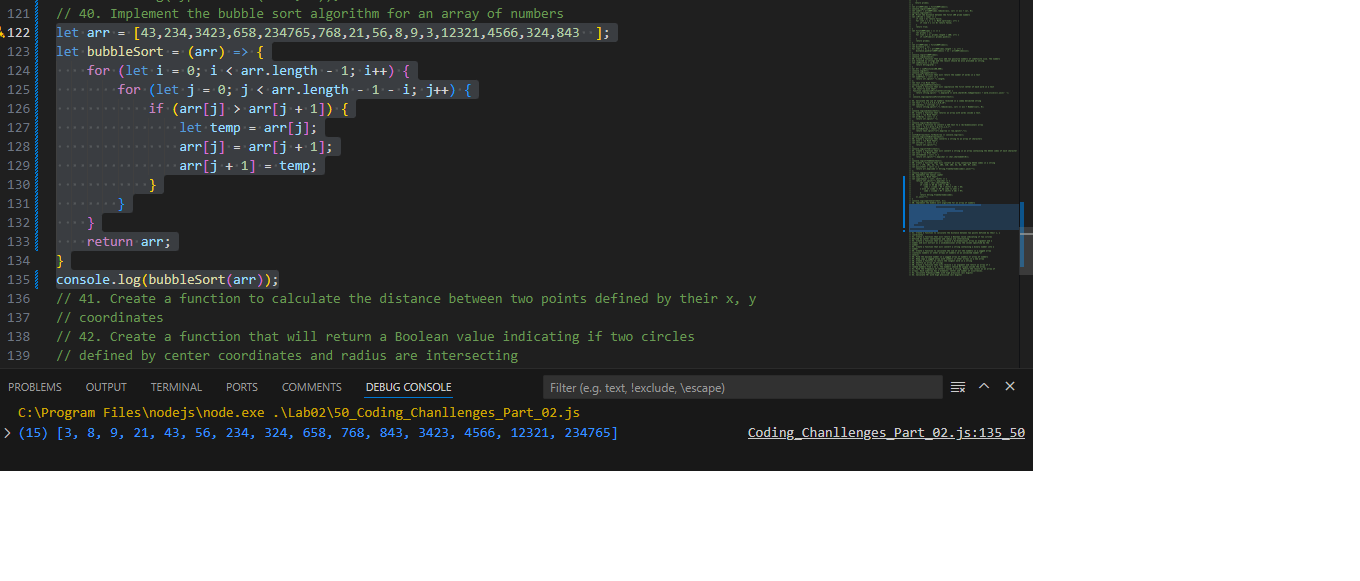 121 // 40. Implement the bubble sort algorithm for an array of numbers
122 let arr = [43,234,3423,658,234765,768,21,56,8,9,3,12321,4566,324,843  ];
123 let bubbleSort = (arr) => {
124 for (let i = 0; i < arr.length - 1; i++) {
125 for (let j = 0; j < arr.length - 1 - i; j++) {
126 if (arr[j] > arr[j + 1]) {
127 let temp = arr[j];
128 arr[j] = arr[j + 1];
129 arr[j + 1] = temp;
130 }
131 }
132 }
133 return arr;
134 }
135 console.log(bubbleSort(arr));
136 // 41. Create a function to calculate the distance between two points defined by their x, y
137 // coordinates
138 // 42. Create a function that will return a Boolean value indicating if two circles
139 // defined by center coordinates and radius are intersecting
PROBLEMS OUTPUT TERMINAL PORTS COMMENTS DEBUG CONSOLE Filter (e.g. text, !exclude, \escape)
C:\Program Files\nodejs\node.exe .\Lab02\50_Coding_Chanllenges_Part_02.js
(15) [3, 8, 9, 21, 43, 56, 234, 324, 658, 768, 843, 3423, 4566, 12321, 234765] Coding_Chanllenges_Part_02.js:135_50